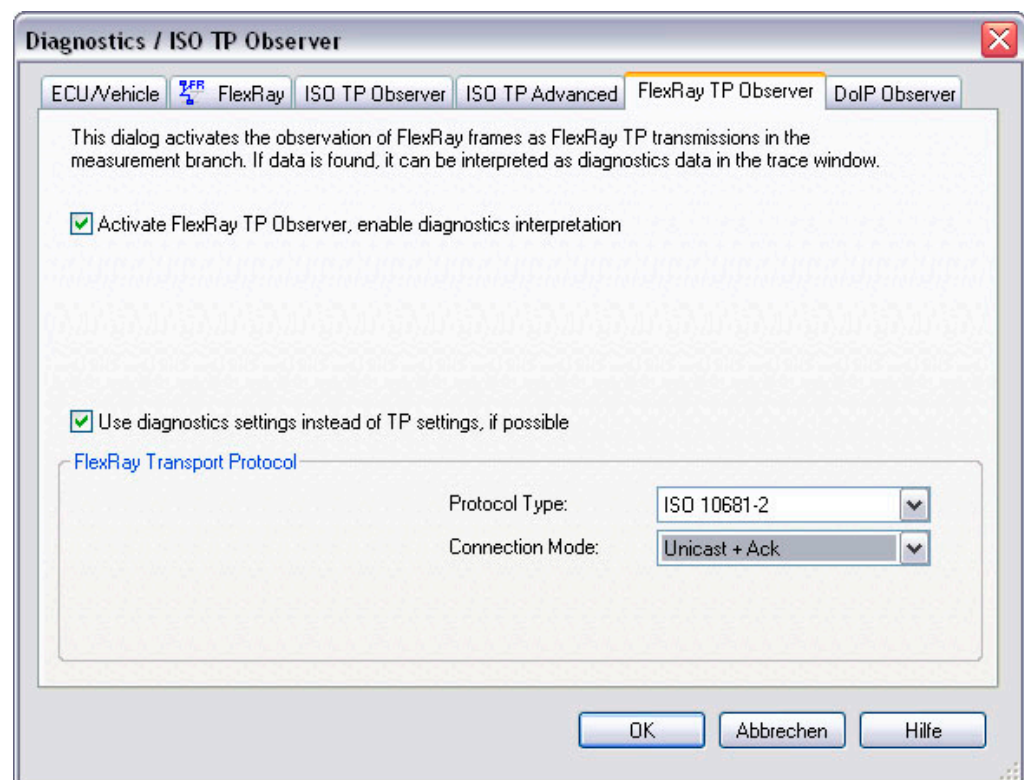 Diagnostics / ISO TP Observer
ECU/Vehicle FR FlexRay ISO TP Observer ISO TP Advanced FlexRay TP Observer DoIP Observer
This dialog activates the observation of FlexRay frames as FlexRay TP transmissions in the
measurement branch. If data is found, it can be interpreted as diagnostics data in the trace window.
Activate FlexRay TP Observer, enable diagnostics interpretation
Use diagnostics settings instead of TP settings, if possible
FlexRay Transport Protocol
Protocol Type: ISO 10681-2
Connection Mode: Unicast + Ack
OK Abbrechen Hilfe